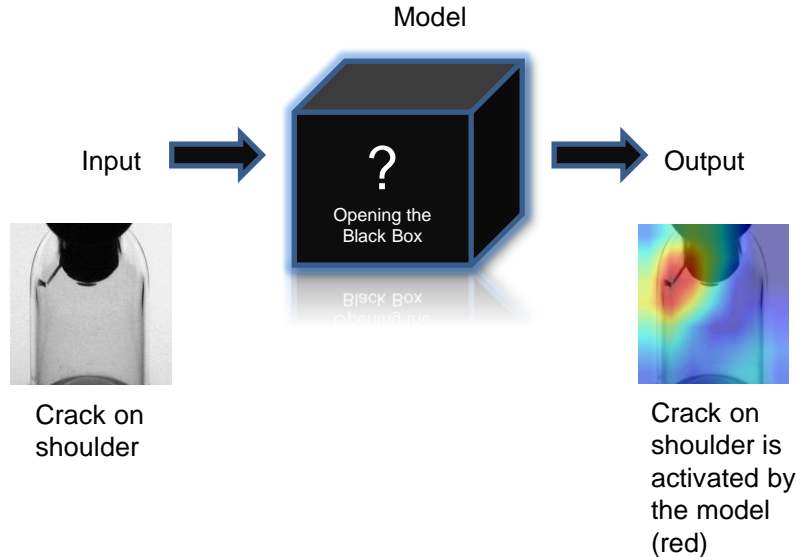 Model
Input
?
Opening the
Black Box
Output
Crack on
shoulder
Crack on
shoulder is
activated by
the model
(red)